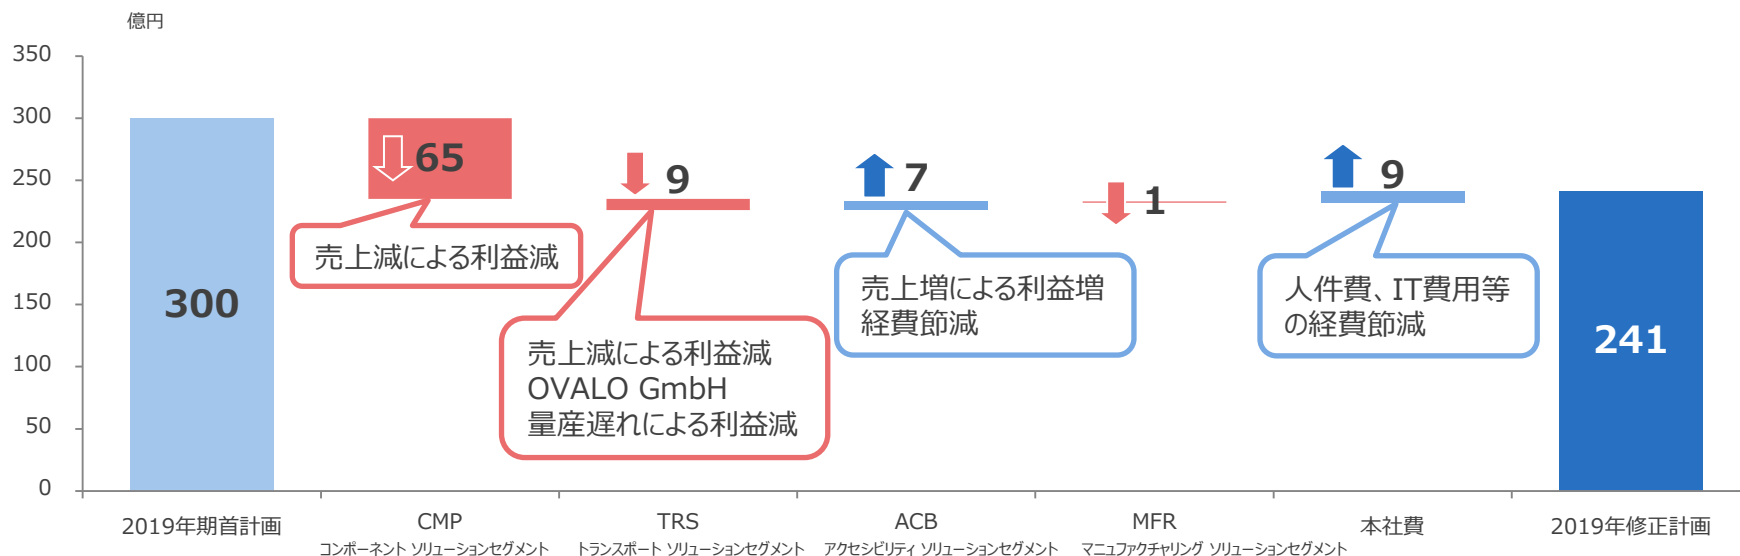 億円
350
300
250
200
150
100
50
0
300
65
9
7
1
9
241
売上減による利益減
売上減による利益減
OVALO GmbH
量産遅れによる利益減
売上増による利益増
経費節減
人件費、IT費用等
の経費節減
2019年期首計画
CMP
コンポーネント ソリューションセグメント
TRS
トランスポート ソリューションセグメント
ACB
アクセシビリティ ソリューションセグメント
MFR
マニュファクチャリング ソリューションセグメント
本社費
2019年修正計画